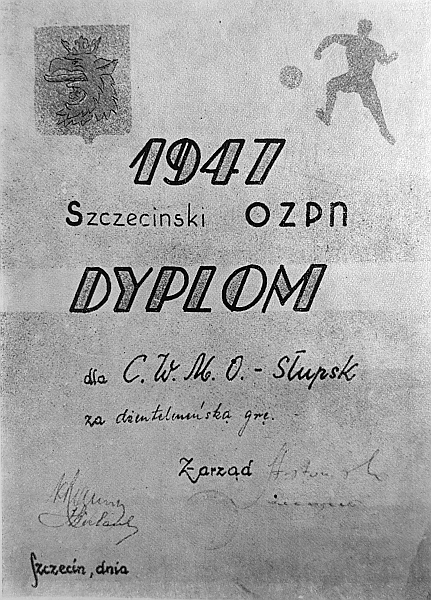 1947
Szczecinski OZPN
DYPLOM
dla C. W. M. O. - Słupsk
za dżentelmeńską grę.
Zarząd
Szczecin, dnia